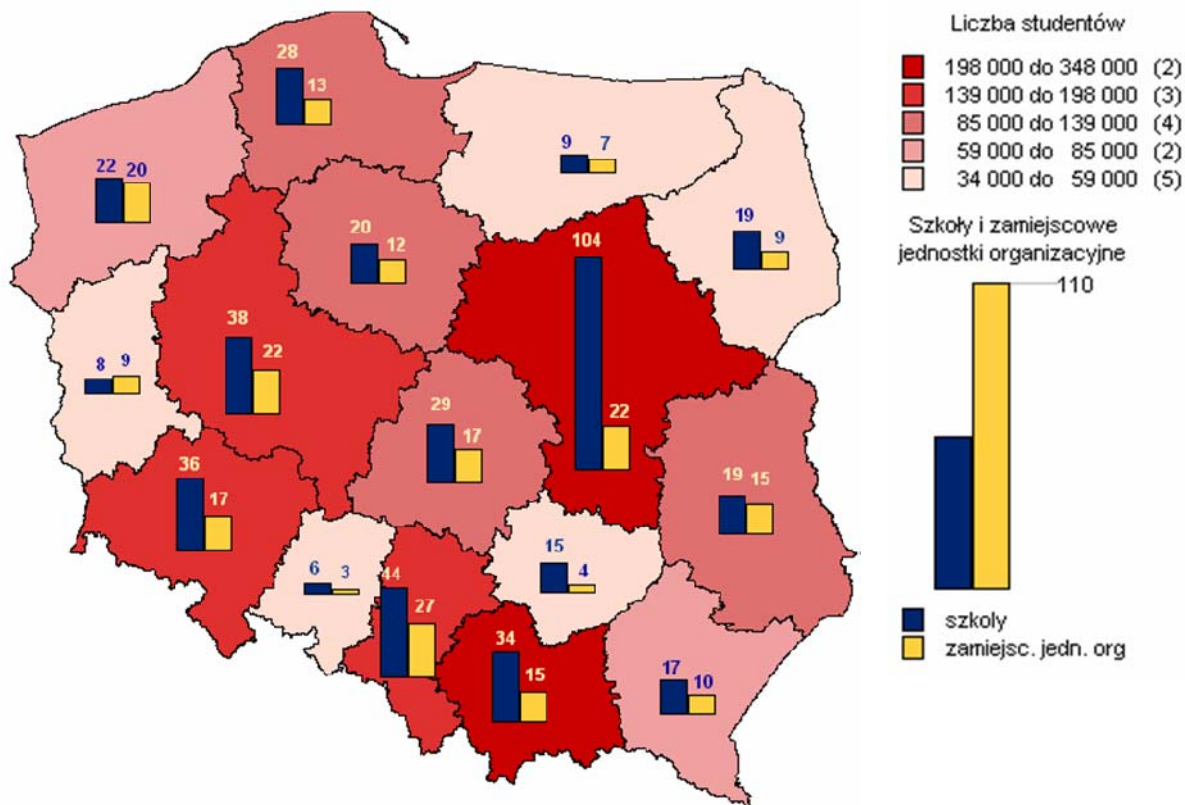 28
13
22 20
9 7
19
9
20
12
104
22
38
22
8 9
29
17
36
17
19 15
15
4
6 3
44
27
34
15
17
10
Liczba studentów
198 000 do 348 000 (2)
139 000 do 198 000 (3)
85 000 do 139 000 (4)
59 000 do 85 000 (2)
34 000 do 59 000 (5)
Szkoły i zamiejscowe
jednostki organizacyjne
110
szkoly
zamiejsc. jedn. org